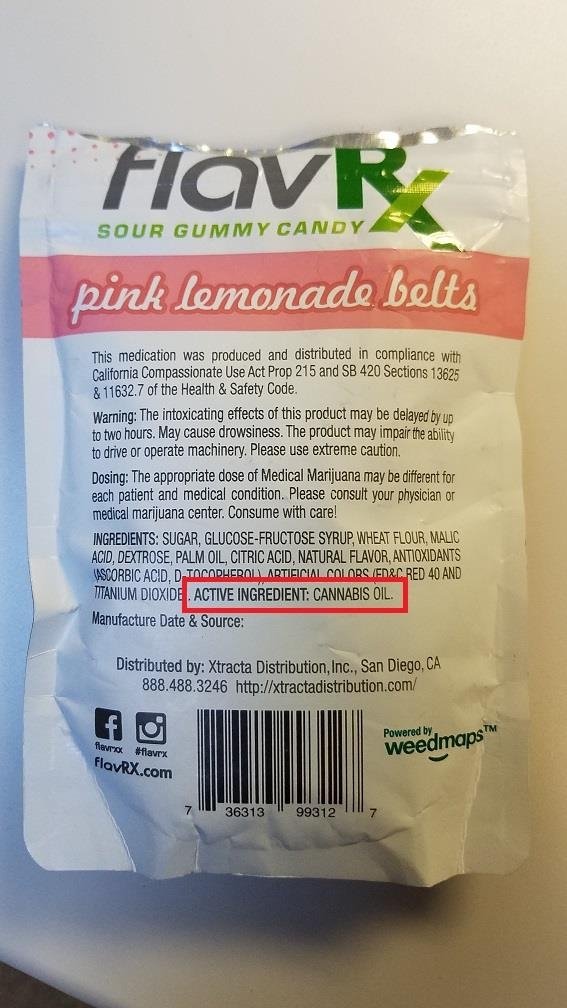 flavRx
SOUR GUMMY CANDY
pink lemonade belts
This medication was produced and distributed in compliance with
California Compassionate Use Act Prop 215 and SB 420 Sections 13625
& 11632.7 of the Health & Safety Code.
Warning: The intoxicating effects of this product may be delayed by up
to two hours. May cause drowsiness. The product may impair the ability
to drive or operate machinery. Please use extreme caution.
Dosing: The appropriate dose of Medical Marijuana may be different for
each patient and medical condition. Please consult your physician or
medical marijuana center. Consume with care!
INGREDIENTS: SUGAR, GLUCOSE-FRUCTOSE SYRUP, WHEAT FLOUR, MALIC
ACID, DEXTROSE, PALM OIL, CITRIC ACID, NATURAL FLAVOR, ANTIOXIDANTS
(ASCORBIC ACID, D-TOCOPHEROL), ARTIFICIAL COLORS (FD&C RED 40 AND
TITANIUM DIOXIDE. ACTIVE INGREDIENT: CANNABIS OIL.
Manufacture Date & Source:
Distributed by: Xtracta Distribution, Inc., San Diego, CA
888.488.3246 http://xtractadistribution.com/
flavrxx #flavrx
flavRX.com
Powered by
weedmaps™
7 36313 99312 7